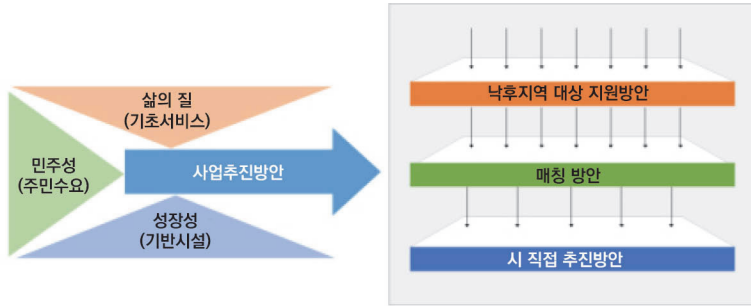 삶의 질
(기초서비스)
민주성
(주민수요)
사업추진방안
성장성
(기반시설)
낙후지역 대상 지원방안
매칭 방안
시 직접 추진방안